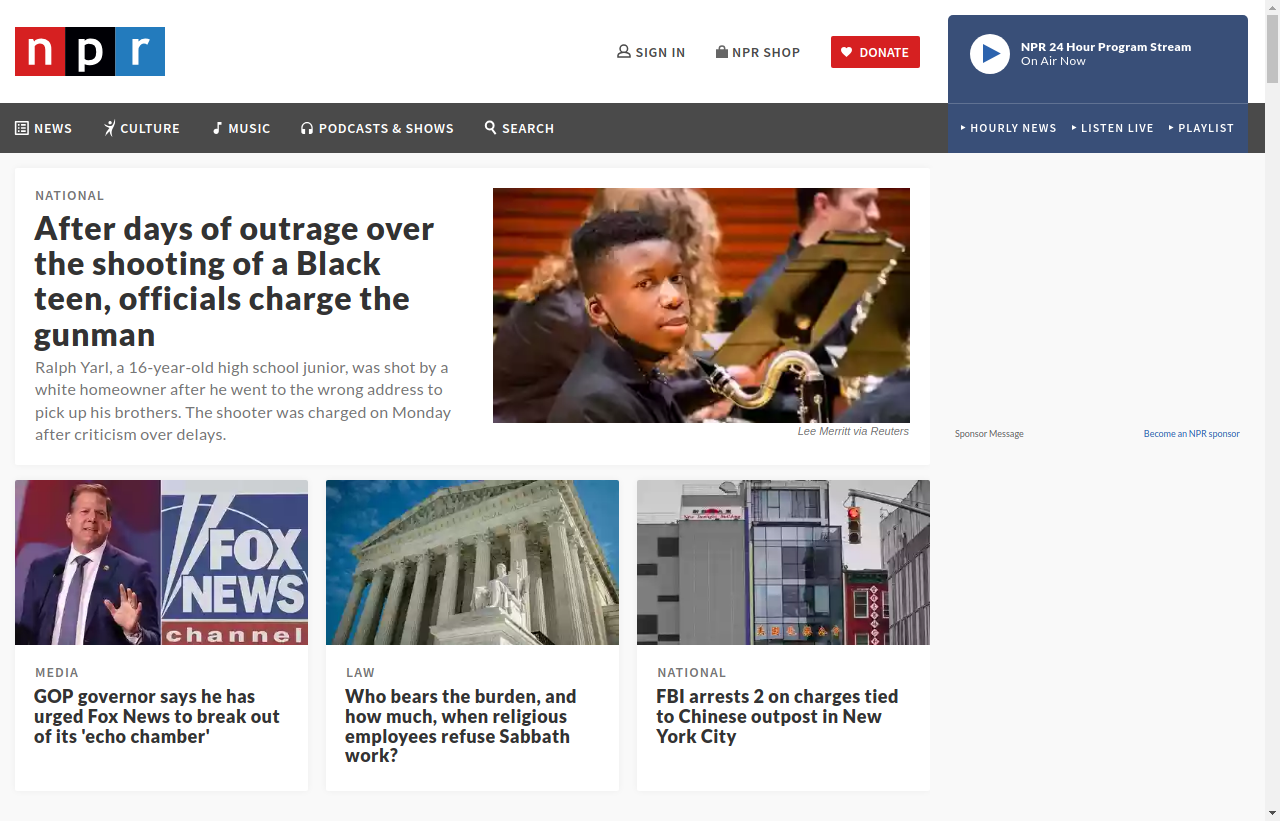 npr
SIGN IN
NPR SHOP
DONATE
NPR 24 Hour Program Stream
On Air Now
NEWS
CULTURE
MUSIC
PODCASTS & SHOWS
SEARCH
HOURLY NEWS
LISTEN LIVE
PLAYLIST
NATIONAL
After days of outrage over
the shooting of a Black
teen, officials charge the
gunman
Ralph Yarl, a 16-year-old high school junior, was shot by a
white homeowner after he went to the wrong address to
pick up his brothers. The shooter was charged on Monday
after criticism over delays.
Lee Merritt via Reuters
Sponsor Message
Become an NPR sponsor
FOX
NEWS
channel
MEDIA
GOP governor says he has
urged Fox News to break out
of its 'echo chamber'
LAW
Who bears the burden, and
how much, when religious
employees refuse Sabbath
work?
NATIONAL
FBI arrests 2 on charges tied
to Chinese outpost in New
York City